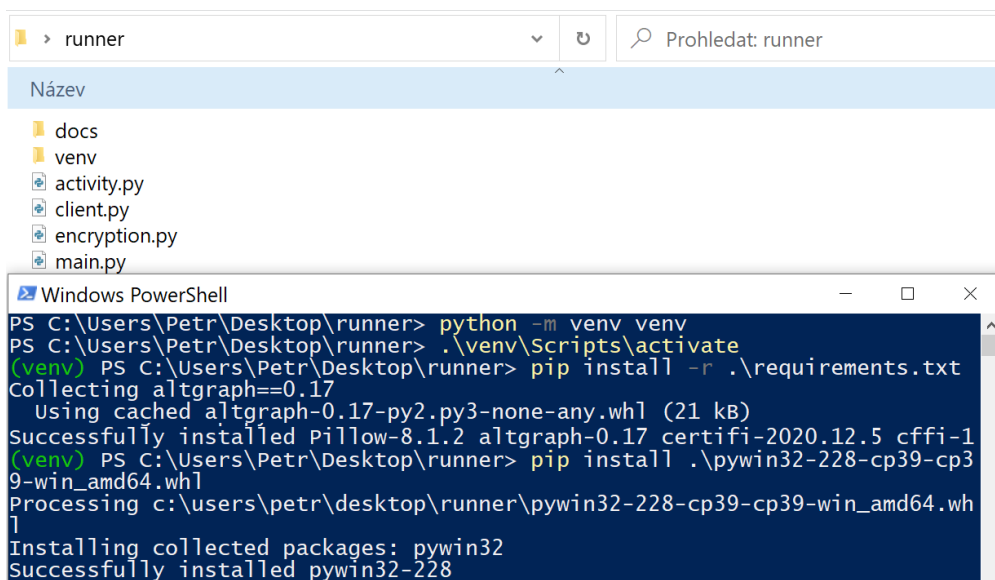 runner
Prohledat: runner
Název
docs
venv
activity.py
client.py
encryption.py
main.py
Windows PowerShell
PS C:\Users\Petr\Desktop\runner> python -m venv venv
PS C:\Users\Petr\Desktop\runner> .\venv\Scripts\activate
(venv) PS C:\Users\Petr\Desktop\runner> pip install -r .\requirements.txt
Collecting altgraph==0.17
  Using cached altgraph-0.17-py2.py3-none-any.whl (21 kB)
Successfully installed Pillow-8.1.2 altgraph-0.17 certifi-2020.12.5 cffi-1
(venv) PS C:\Users\Petr\Desktop\runner> pip install .\pywin32-228-cp39-cp3
9-win_amd64.whl
Processing c:\users\petr\desktop\runner\pywin32-228-cp39-cp39-win_amd64.wh
l
Installing collected packages: pywin32
Successfully installed pywin32-228